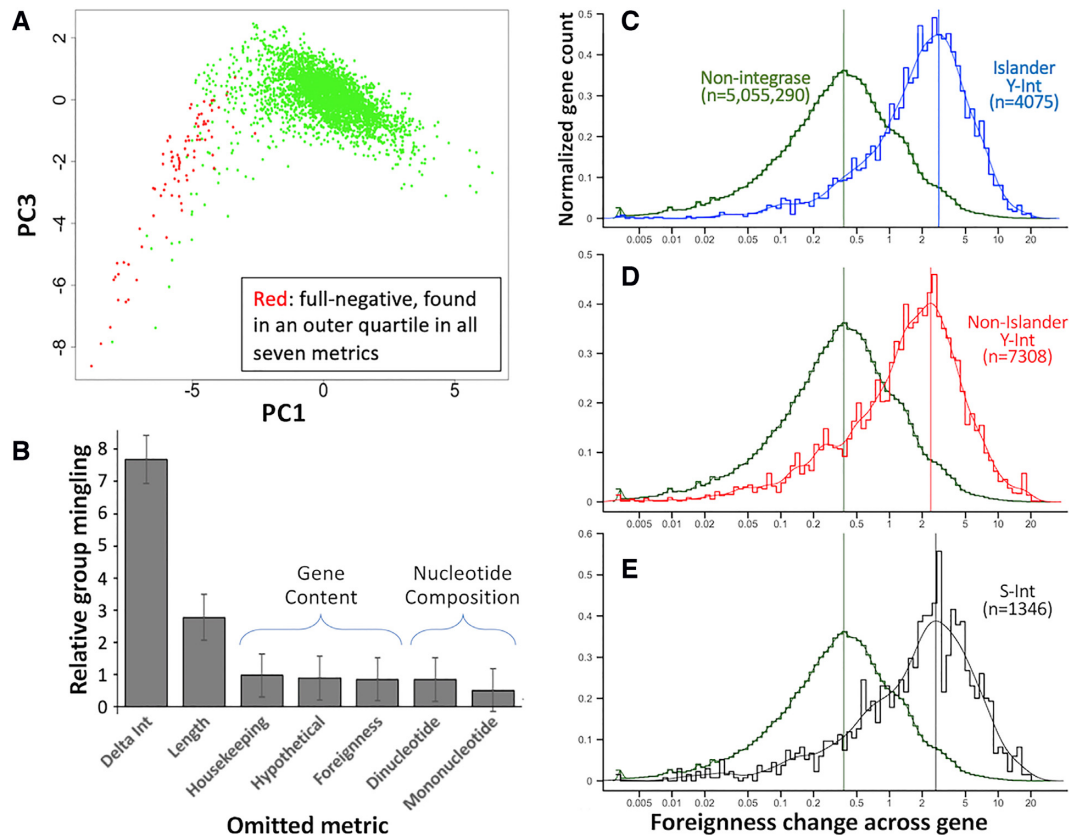 A
2
0
-2
-4
-6
-8
PC3
-5
0
5
PC1
Red: full-negative, found
in an outer quartile in all
seven metrics
B
8
7
6
5
4
3
2
1
0
Relative group mingling
Gene
Content
Nucleotide
Composition
Delta Int
Length
Housekeeping
Hypothetical
Foreignness
Dinucleotide
Mononucleotide
Omitted metric
Normalized gene count
C
0.5
0.4
0.3
0.2
0.1
0
Non-integrase
(n=5,055,290)
Islander
Y-Int
(n=4075)
0.005 0.01 0.02 0.05 0.1 0.2 0.5 1 2 5 10 20
D
0.5
0.4
0.3
0.2
0.1
0
Non-Islander
Y-Int
(n=7308)
0.005 0.01 0.02 0.05 0.1 0.2 0.5 1 2 5 10 20
E
0.6
0.5
0.4
0.3
0.2
0.1
0
S-Int
(n=1346)
0.005 0.01 0.02 0.05 0.1 0.2 0.5 1 2 5 10 20
Foreignness change across gene